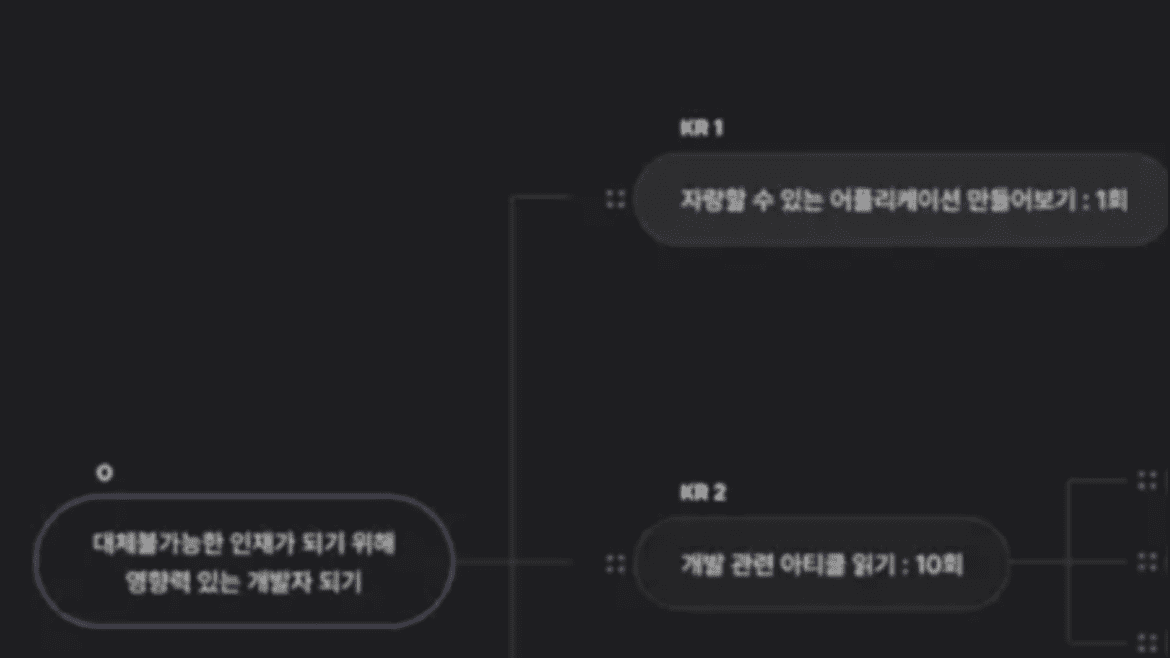 KR 1
자랑할 수 있는 어플리케이션 만들어보기 : 1회
O
대체불가능한 인재가 되기 위해
영향력 있는 개발자 되기
KR 2
개발 관련 아티클 읽기 : 10회